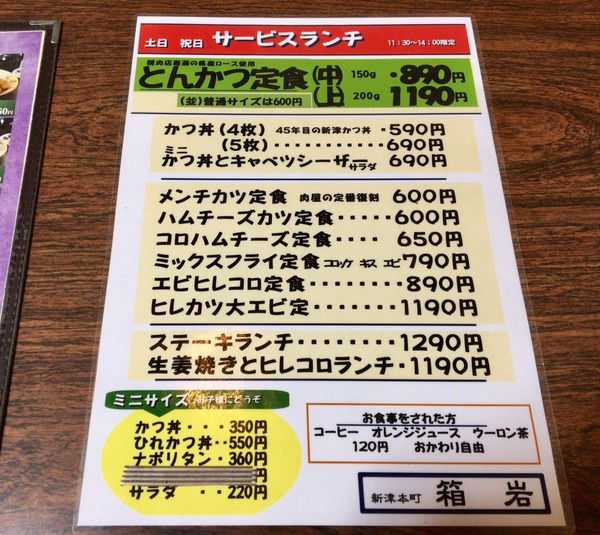 土日 祝日 サービスランチ 11:30~14:00限定
精肉店厳選の県産ロース使用
とんかつ定食(中) 150g ・890円
(上) 200g 1190円
(並)普通サイズは600円
かつ丼(4枚) 45年目の新津かつ丼 ・590円
(5枚)・・・・・・・・・・・690円
ミニ
かつ丼とキャベツシーザーサラダ 690円
メンチカツ定食 肉屋の定番復刻 600円
ハムチーズカツ定食・・・・・600円
コロハムチーズ定食・・・・ 650円
ミックスフライ定食 コロッケ キス エビ 790円
エビヒレコロ定食・・・・・・・・890円
ヒレカツ大エビ定・・・・・・・・1190円
ステーキランチ・・・・・・・・1290円
生姜焼きとヒレコロランチ・1190円
ミニサイズ お子様にどうぞ
かつ丼・・・350円
ひれかつ丼・・550円
ナポリタン・360円
円
サラダ ・・220円
お食事をされた方
コーヒー オレンジジュース ウーロン茶
120円 おかわり自由
新津本町 箱岩
60円